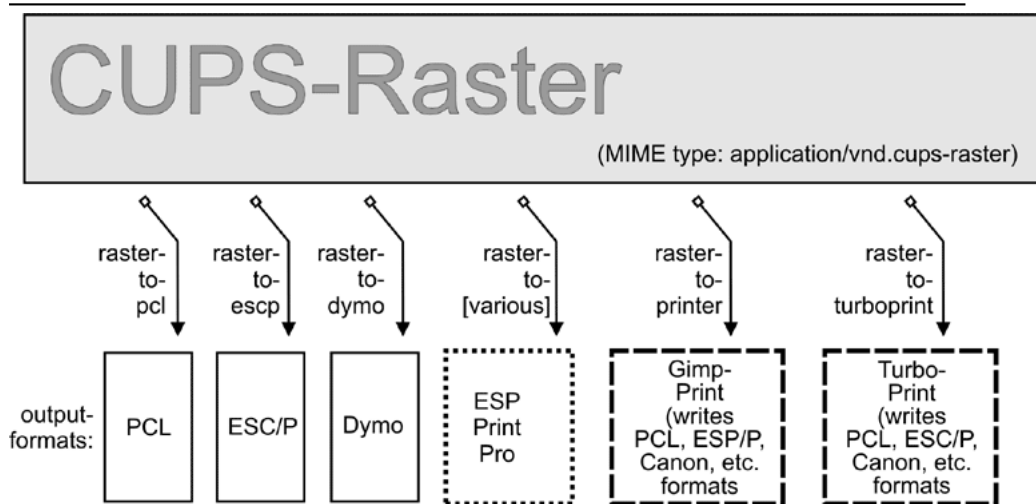 CUPS-Raster
(MIME type: application/vnd.cups-raster)
raster-
to-
pcl
raster-
to-
escp
raster-
to-
dymo
raster-
to-
[various]
raster-
to-
printer
raster-
to-
turboprint
output-
formats:
PCL
ESC/P
Dymo
ESP
Print
Pro
Gimp-
Print
(writes
PCL, ESP/P,
Canon, etc.
formats
Turbo-
Print
(writes
PCL, ESC/P,
Canon, etc.
formats